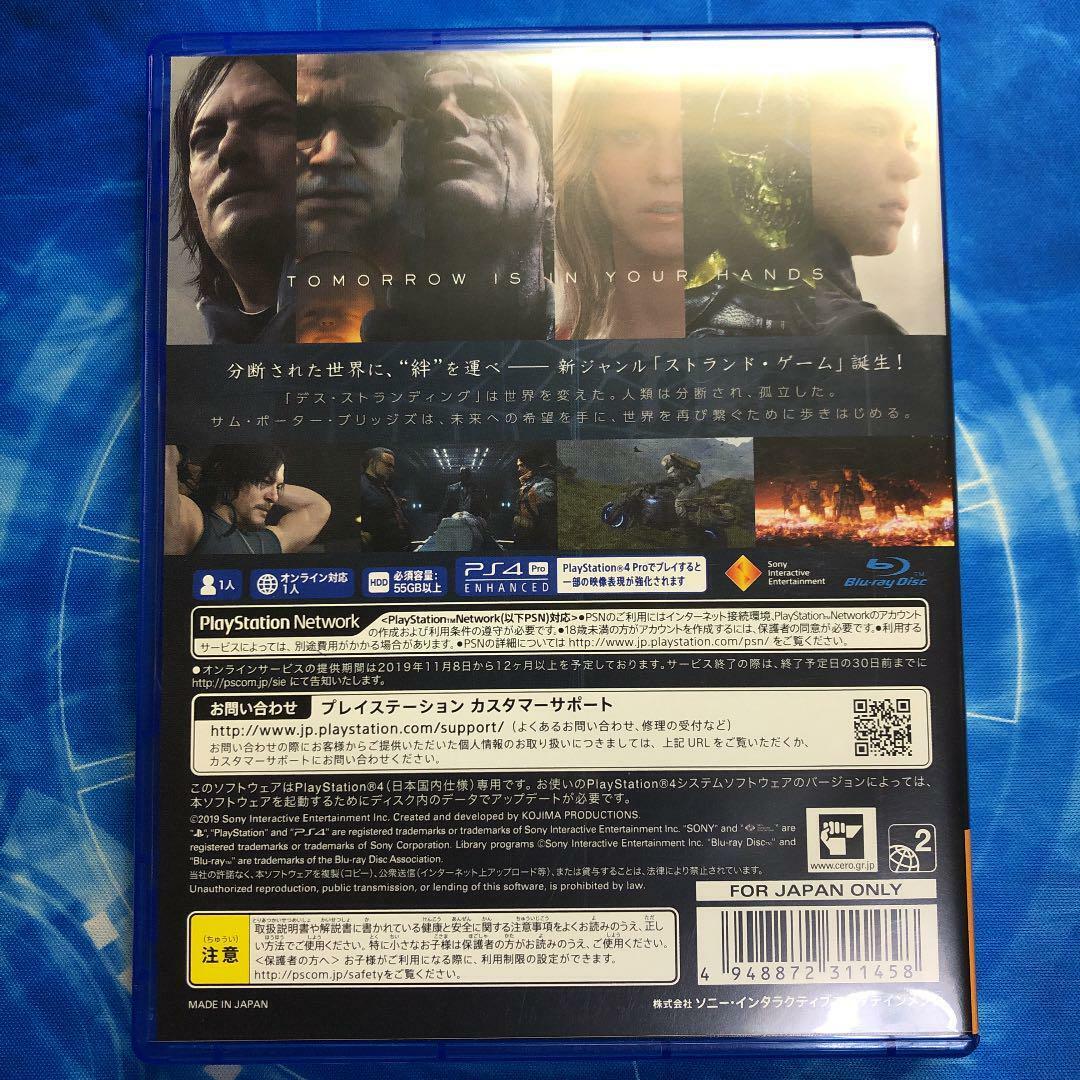 TOMORROW IS IN YOUR HANDS
分断された世界に、“絆”を運べ―― 新ジャンル「ストランド・ゲーム」誕生！
「デス・ストランディング」は世界を変えた。人類は分断され、孤立した。
サム・ポーター・ブリッジズは、未来への希望を手に、世界を再び繋ぐために歩きはじめる。
1人
オンライン対応
1人
HDD 必須容量：
55GB以上
PS4 Pro
ENHANCED
PlayStation®4 Proでプレイすると
一部の映像表現が強化されます
Sony
Interactive
Entertainment
Blu-ray Disc™
PlayStation Network <PlayStation™Network(以下PSN)対応>●PSNのご利用にはインターネット接続環境、PlayStation™Networkのアカウント
の作成および利用条件の遵守が必要です。●18歳未満の方がアカウントを作成するには、保護者の同意が必要です。●利用する
サービスによっては、別途費用がかかる場合があります。●PSNの詳細については http://www.jp.playstation.com/psn/ をご覧ください。
●オンラインサービスの提供期間は2019年11月8日から12ヶ月以上を予定しております。サービス終了の際は、終了予定日の30日前までに
http://pscom.jp/sie にて告知いたします。
お問い合わせ プレイステーション カスタマーサポート
http://www.jp.playstation.com/support/（よくあるお問い合わせ、修理の受付など）
お問い合わせの際にお客様からご提供いただいた個人情報のお取り扱いにつきましては、上記URLをご覧いただくか、
カスタマーサポートにお問い合わせください。
このソフトウェアはPlayStation®4（日本国内仕様）専用です。お使いのPlayStation®4システムソフトウェアのバージョンによっては、
本ソフトウェアを起動するためにディスク内のデータでアップデートが必要です。
©2019 Sony Interactive Entertainment Inc. Created and developed by KOJIMA PRODUCTIONS.
", "PlayStation" and "PS4" are registered trademarks or trademarks of Sony Interactive Entertainment Inc. "SONY" and " " are
registered trademarks or trademarks of Sony Corporation. Library programs ©Sony Interactive Entertainment Inc. "Blu-ray Disc™" and
"Blu-ray™" are trademarks of the Blu-ray Disc Association.
当社の許諾なく、本ソフトウェアを複製（コピー）、公衆送信（インターネット上アップロード等）、または貸与することは、法律により禁止されています。
Unauthorized reproduction, public transmission, or lending of this software, is prohibited by law.
www.cero.gr.jp
2
FOR JAPAN ONLY
4 948872 311458
（ちゅうい）
注意
取扱説明書や解説書に書かれている健康と安全に関する注意事項をよくお読みのうえ、正し
い方法でご使用ください。特に小さなお子様は保護者の方がお読みのうえ、ご使用ください。
＜保護者の方へ＞ お子様がご利用になる際に、利用制限の設定ができます。
http://pscom.jp/safetyをご覧ください。
MADE IN JAPAN
株式会社 ソニー・インタラクティブエンタテインメント